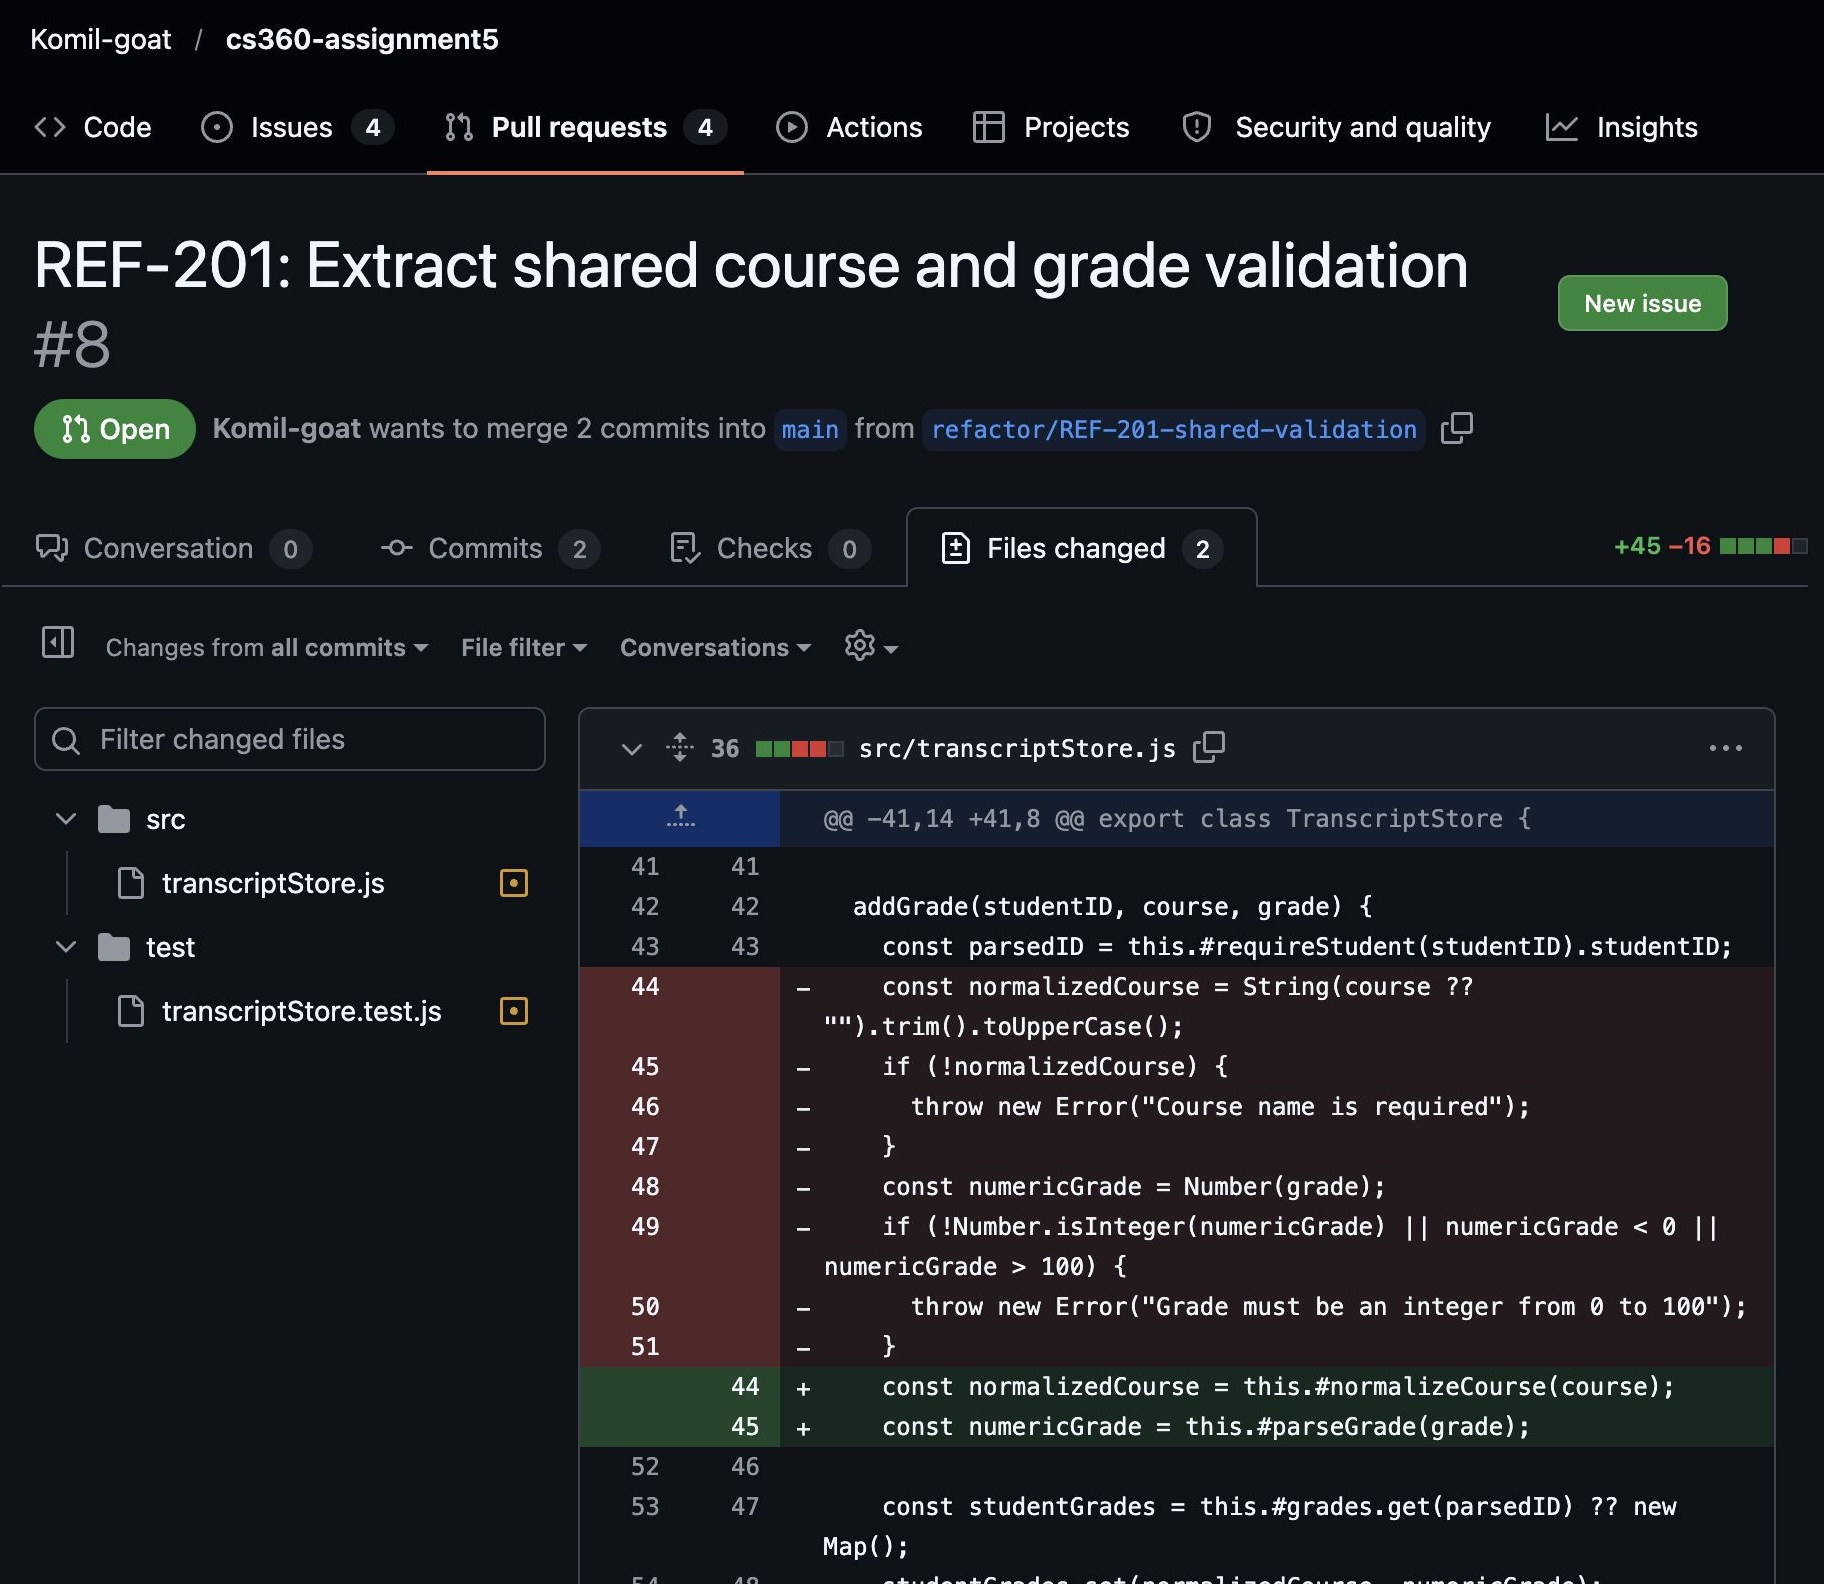 Komil-goat / cs360-assignment5
Code Issues 4 Pull requests 4 Actions Projects Security and quality Insights
REF-201: Extract shared course and grade validation
#8
New issue
Open Komil-goat wants to merge 2 commits into main from refactor/REF-201-shared-validation
Conversation 0 Commits 2 Checks 0 Files changed 2 +45 −16
Changes from all commits File filter Conversations
Filter changed files
src
transcriptStore.js
test
transcriptStore.test.js
36 src/transcriptStore.js
@@ -41,14 +41,8 @@ export class TranscriptStore {
41 41
42 42 addGrade(studentID, course, grade) {
43 43 const parsedID = this.#requireStudent(studentID).studentID;
44 - const normalizedCourse = String(course ??
"").trim().toUpperCase();
45 - if (!normalizedCourse) {
46 - throw new Error("Course name is required");
47 - }
48 - const numericGrade = Number(grade);
49 - if (!Number.isInteger(numericGrade) || numericGrade < 0 ||
numericGrade > 100) {
50 - throw new Error("Grade must be an integer from 0 to 100");
51 - }
44 + const normalizedCourse = this.#normalizeCourse(course);
45 + const numericGrade = this.#parseGrade(grade);
52 46
53 47 const studentGrades = this.#grades.get(parsedID) ?? new
Map();
54 48 studentGrades.set(normalizedCourse, numericGrade);